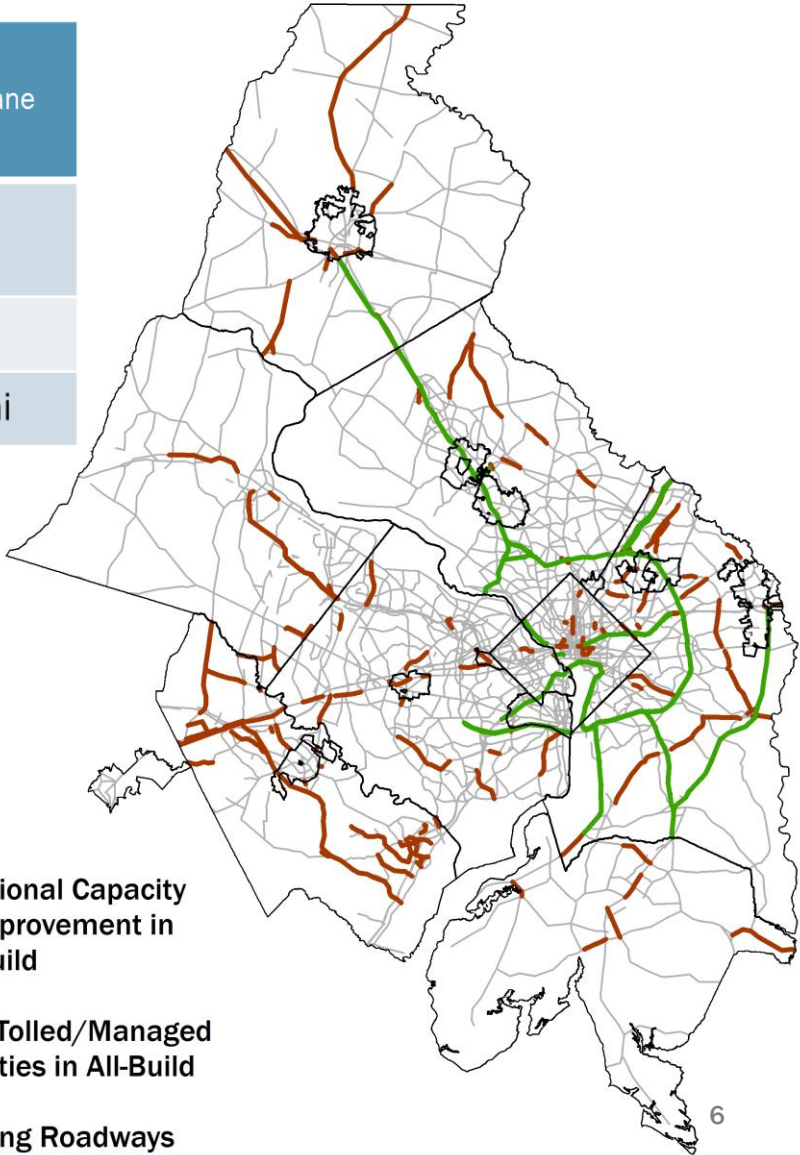 ane
i
ional Capacity
provement in
uild
Tolled/Managed
ties in All-Build
ng Roadways
6